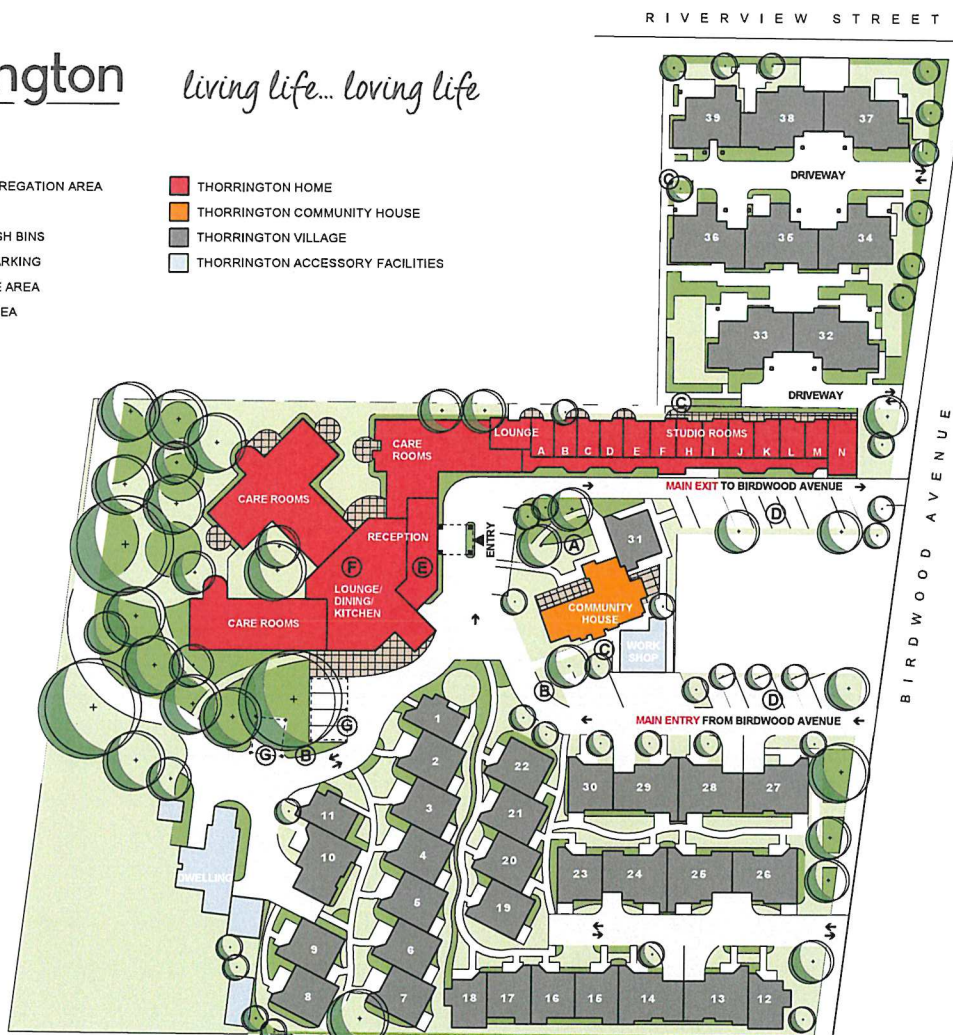 RIVERVIEW STREET
ngton
living life... loving life
REGATION AREA
SH BINS
ARKING
E AREA
EA
THORRINGTON HOME
THORRINGTON COMMUNITY HOUSE
THORRINGTON VILLAGE
THORRINGTON ACCESSORY FACILITIES
39 38 37
DRIVEWAY
C
36 35 34
33 32
DRIVEWAY
C
LOUNGE
CARE
ROOMS
STUDIO ROOMS
A B C D E F H I J K L M N
MAIN EXIT TO BIRDWOOD AVENUE
CARE ROOMS
D
RECEPTION
ENTRY
A
31
F
E
LOUNGE/
DINING/
KITCHEN
COMMUNITY
HOUSE
CARE ROOMS
C
WORK
SHOP
B
D
BIRDWOOD AVENUE
MAIN ENTRY FROM BIRDWOOD AVENUE
G
G B
1
2
3
4
5
6
7
8
9
10
11
22
21
20
19
30 29 28 27
23 24 25 26
DWELLING
18 17 16 15 14 13 12